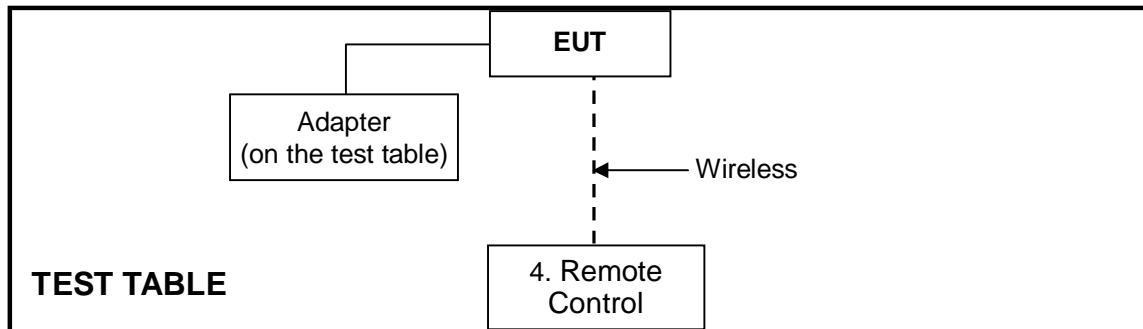 EUT
Adapter
(on the test table)
Wireless
4. Remote
Control
TEST TABLE